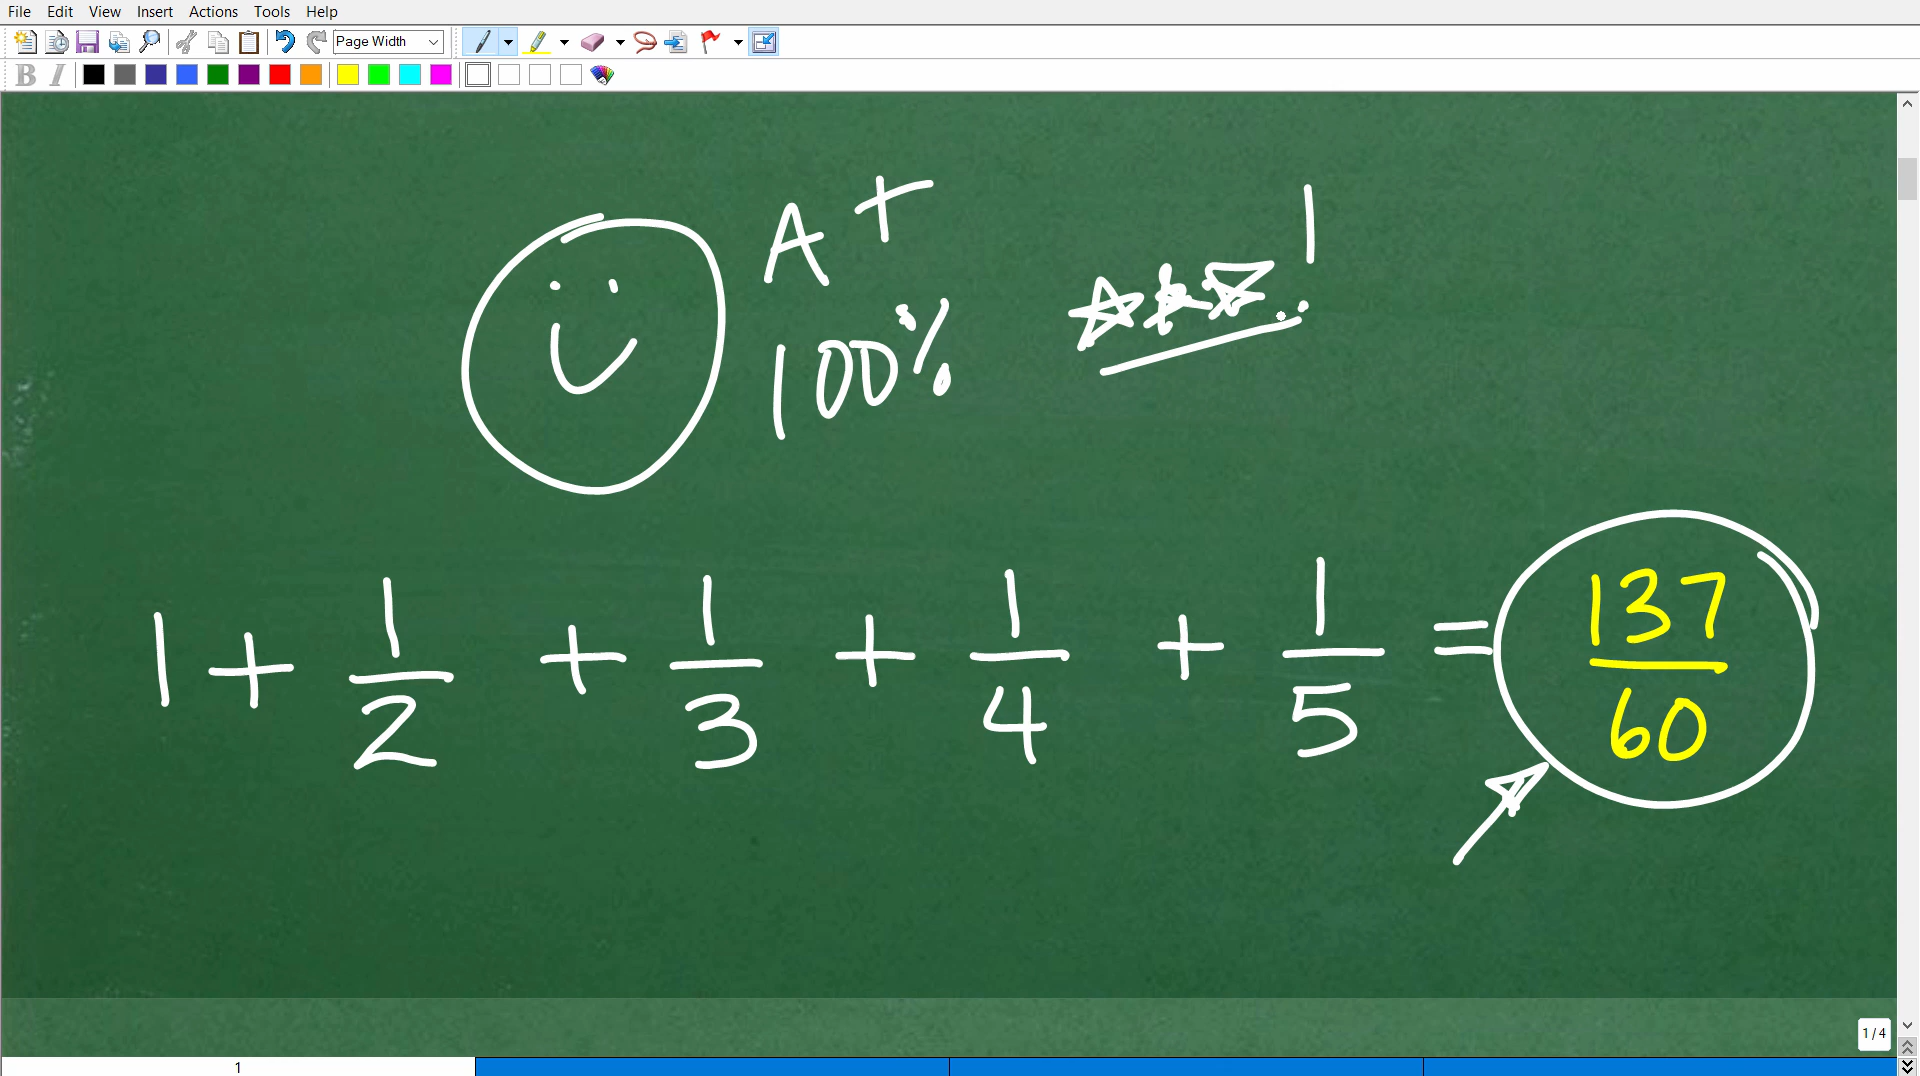 File Edit View Insert Actions Tools Help
Page Width
B I
A+
100%
!
1 + 1/2 + 1/3 + 1/4 + 1/5 = 137/60
1 / 4
1